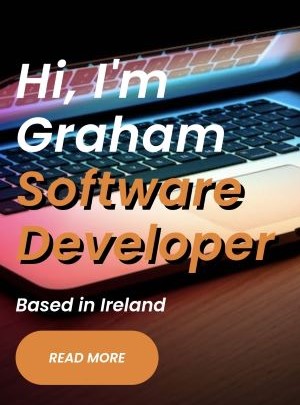 Hi, I'm
Graham
Software
Developer
Based in Ireland
READ MORE